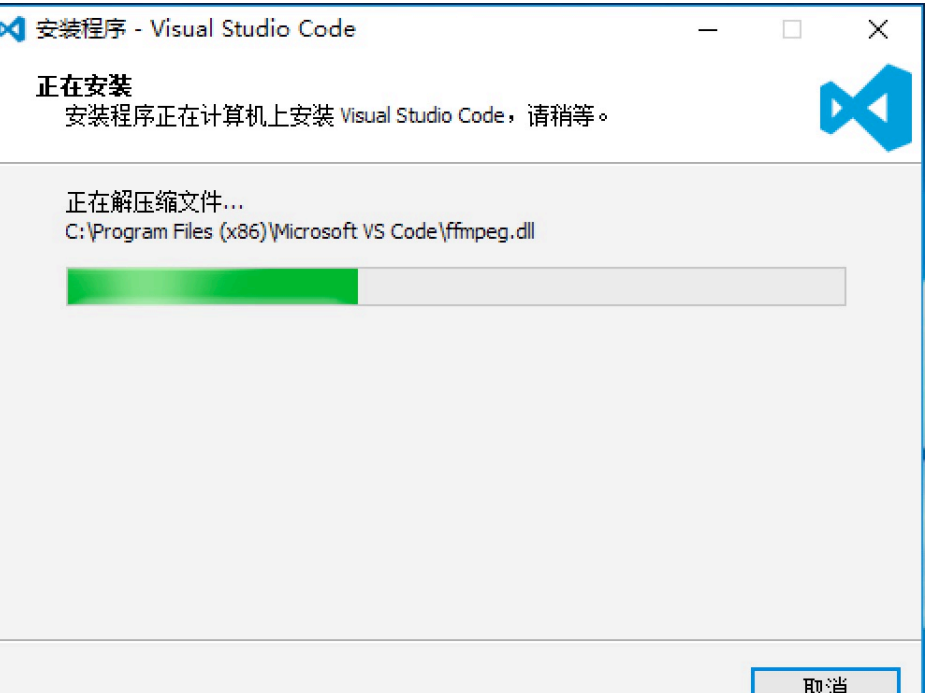 安装程序 - Visual Studio Code
正在安装
安装程序正在计算机上安装 Visual Studio Code，请稍等。
正在解压缩文件...
C:\Program Files (x86)\Microsoft VS Code\ffmpeg.dll
取消